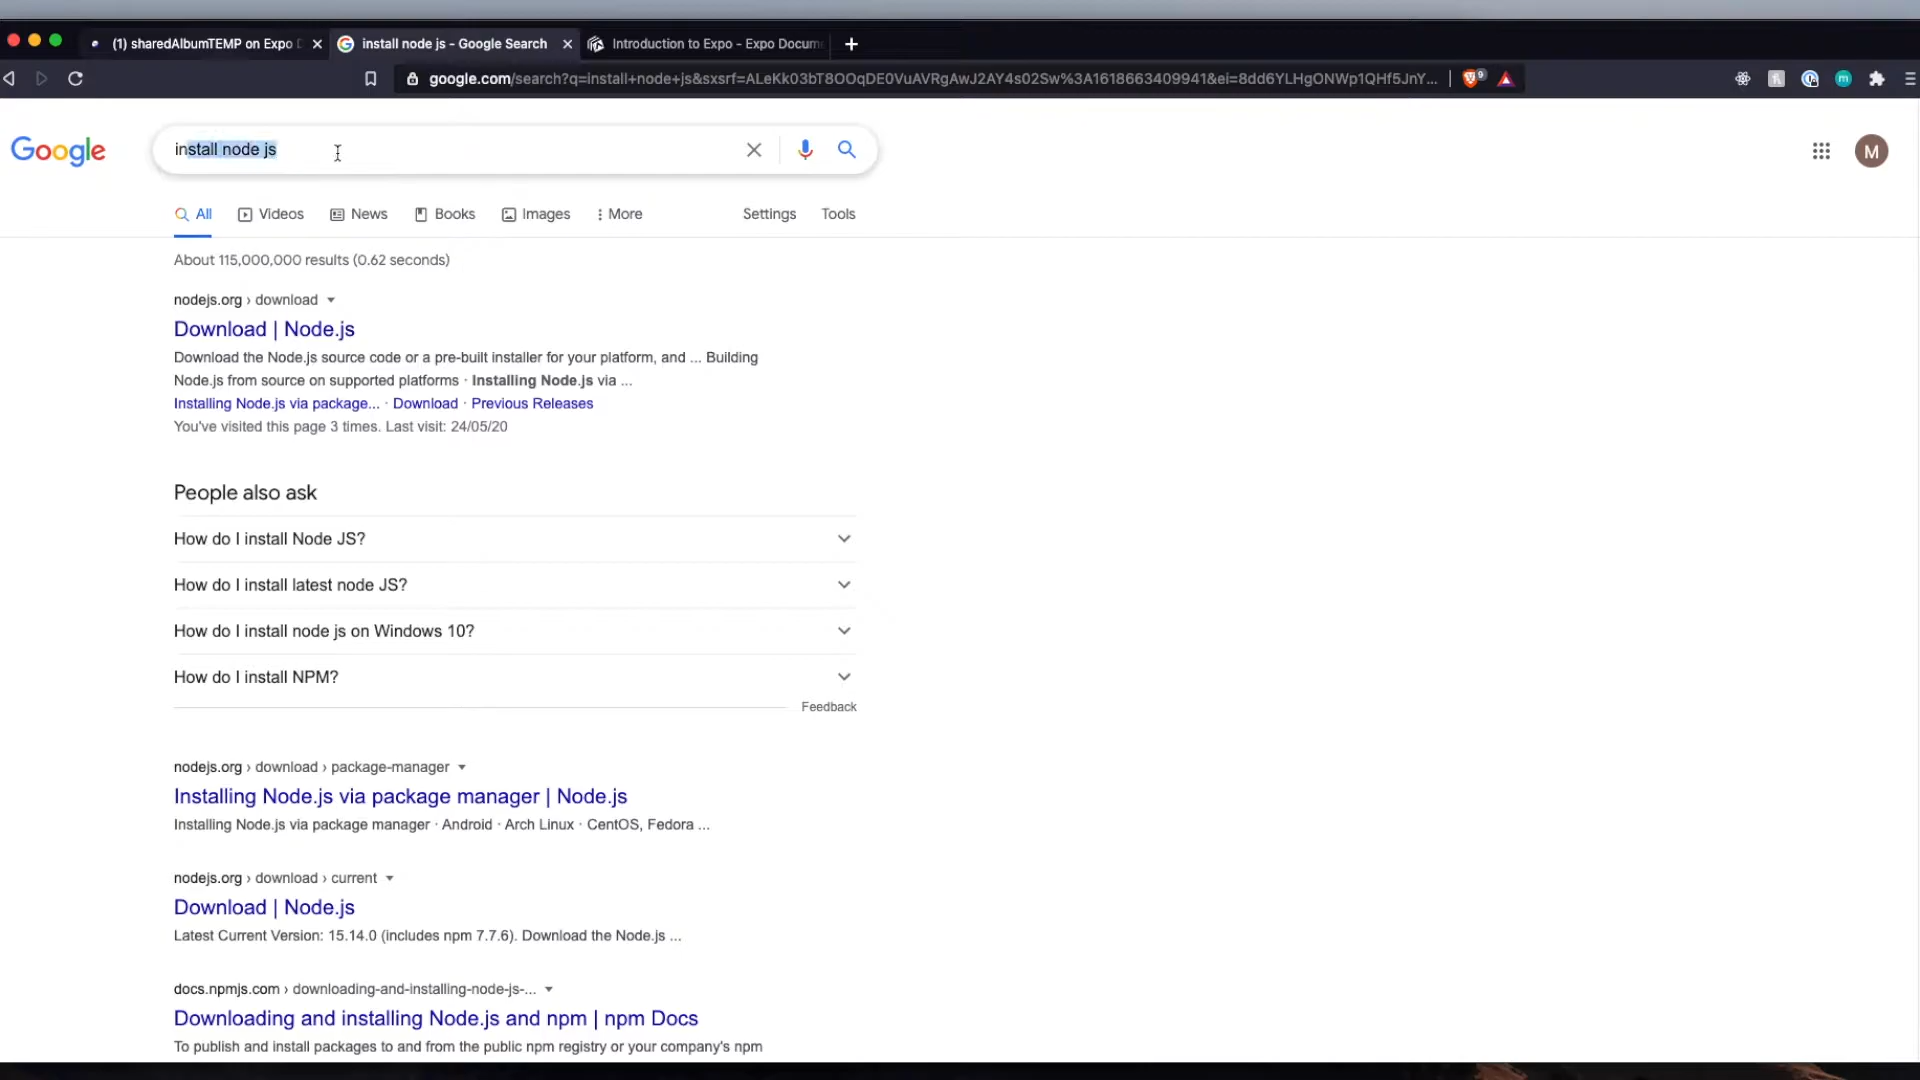 (1) sharedAlbumTEMP on Expo
install node js - Google Search
Introduction to Expo - Expo Docum
google.com/search?q=install+node+js&sxsrf=ALeKk03bT8OOqDE0VuAVRgAwJ2AY4s02Sw%3A1618663409941&ei=8dd6YLHgONWp1QHf5JnY...
9
m
Google
install node js
M
All
Videos
News
Books
Images
More
Settings
Tools
About 115,000,000 results (0.62 seconds)
nodejs.org › download
Download | Node.js
Download the Node.js source code or a pre-built installer for your platform, and ... Building
Node.js from source on supported platforms · Installing Node.js via ...
Installing Node.js via package... · Download · Previous Releases
You've visited this page 3 times. Last visit: 24/05/20
People also ask
How do I install Node JS?
How do I install latest node JS?
How do I install node js on Windows 10?
How do I install NPM?
Feedback
nodejs.org › download › package-manager
Installing Node.js via package manager | Node.js
Installing Node.js via package manager · Android · Arch Linux · CentOS, Fedora ...
nodejs.org › download › current
Download | Node.js
Latest Current Version: 15.14.0 (includes npm 7.7.6). Download the Node.js ...
docs.npmjs.com › downloading-and-installing-node-js-...
Downloading and installing Node.js and npm | npm Docs
To publish and install packages to and from the public npm registry or your company's npm